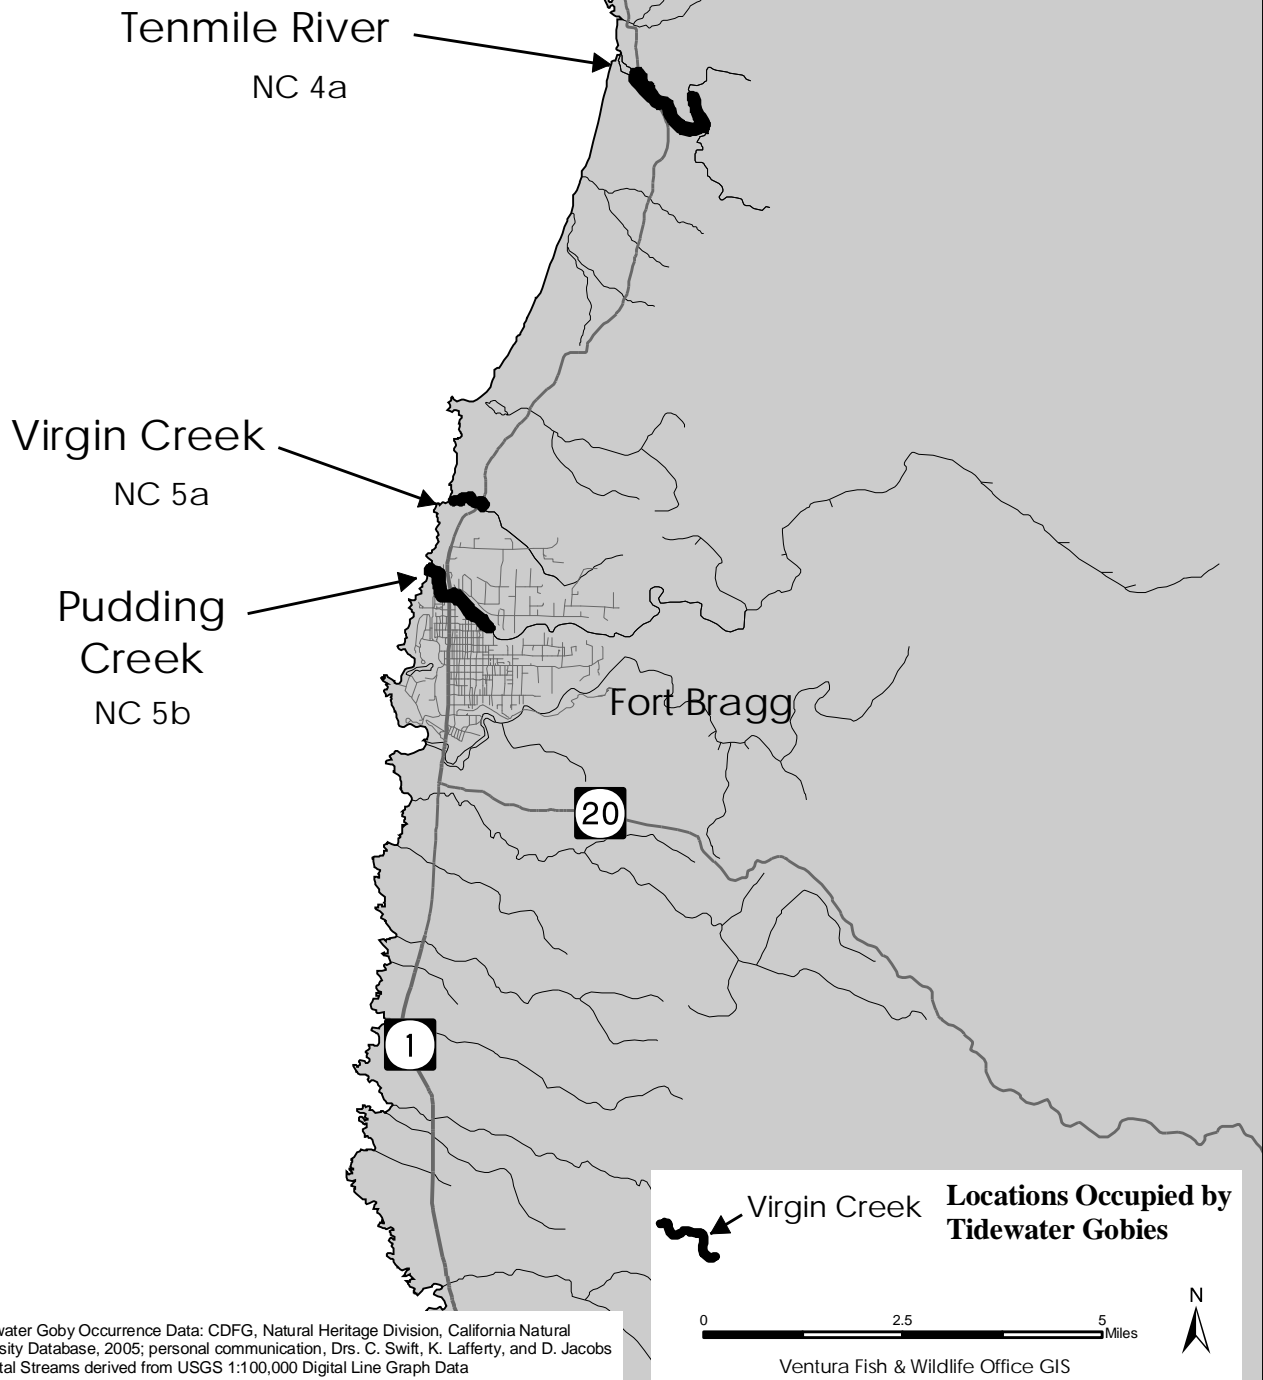 Tenmile River
NC 4a
Virgin Creek
NC 5a
Pudding
Creek
NC 5b
Fort Bragg
20
1
Virgin Creek
Locations Occupied by
Tidewater Gobies
N
0 2.5 5
Miles
Ventura Fish & Wildlife Office GIS
water Goby Occurrence Data: CDFG, Natural Heritage Division, California Natural
sity Database, 2005; personal communication, Drs. C. Swift, K. Lafferty, and D. Jacobs
tal Streams derived from USGS 1:100,000 Digital Line Graph Data